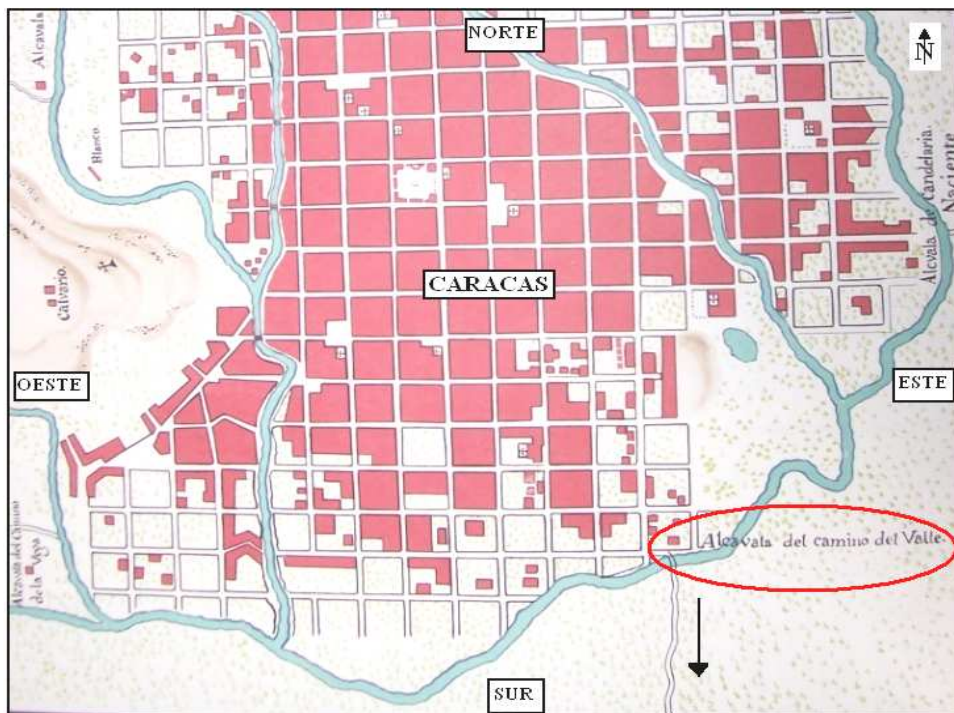 NORTE
N
Alcavala
Blanco.
Alcavala de Candelaria.
Naciente
Calvario.
CARACAS
OESTE
ESTE
Alcavala del Camino
de la Vega
Alcavala del camino del Valle.
SUR